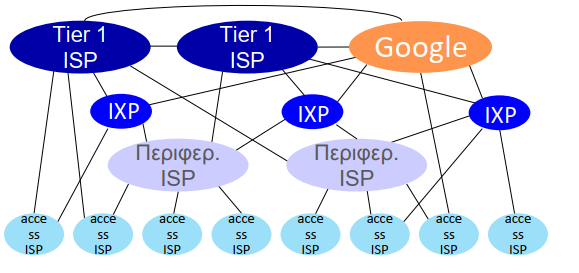 Tier 1
ISP
Tier 1
ISP
Google
IXP
IXP
IXP
Περιφερ.
ISP
Περιφερ.
ISP
acce
ss
ISP
acce
ss
ISP
acce
ss
ISP
acce
ss
ISP
acce
ss
ISP
acce
ss
ISP
acce
ss
ISP
acce
ss
ISP